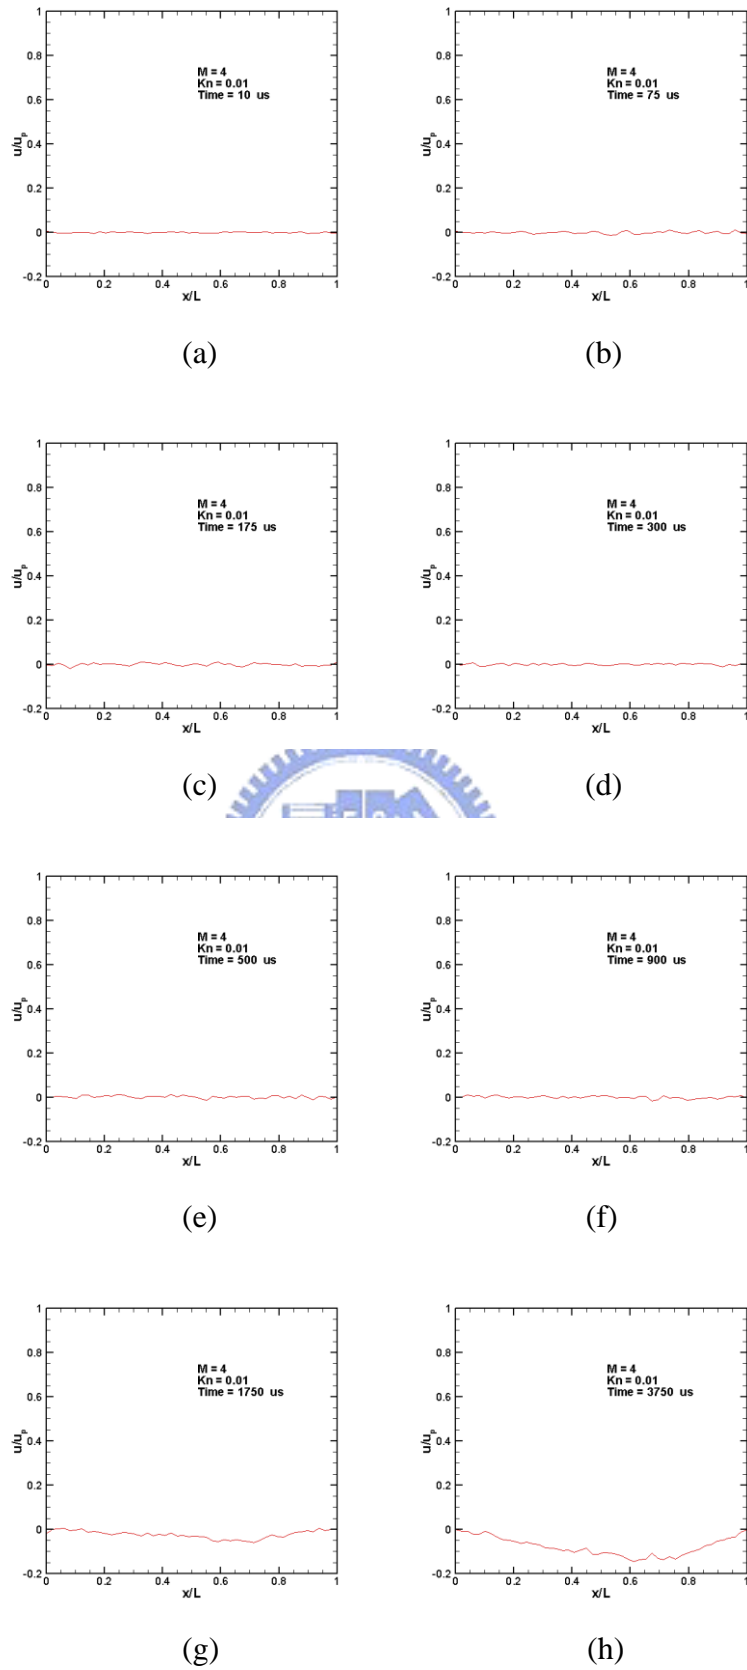 1
0.8
0.6
0.4
0.2
0
-0.2
u/up
M = 4
Kn = 0.01
Time = 10 us
0 0.2 0.4 0.6 0.8 1
x/L
(a)
1
0.8
0.6
0.4
0.2
0
-0.2
u/up
M = 4
Kn = 0.01
Time = 75 us
0 0.2 0.4 0.6 0.8 1
x/L
(b)
1
0.8
0.6
0.4
0.2
0
-0.2
u/up
M = 4
Kn = 0.01
Time = 175 us
0 0.2 0.4 0.6 0.8 1
x/L
(c)
1
0.8
0.6
0.4
0.2
0
-0.2
u/up
M = 4
Kn = 0.01
Time = 300 us
0 0.2 0.4 0.6 0.8 1
x/L
(d)
1
0.8
0.6
0.4
0.2
0
-0.2
u/up
M = 4
Kn = 0.01
Time = 500 us
0 0.2 0.4 0.6 0.8 1
x/L
(e)
1
0.8
0.6
0.4
0.2
0
-0.2
u/up
M = 4
Kn = 0.01
Time = 900 us
0 0.2 0.4 0.6 0.8 1
x/L
(f)
1
0.8
0.6
0.4
0.2
0
-0.2
u/up
M = 4
Kn = 0.01
Time = 1750 us
0 0.2 0.4 0.6 0.8 1
x/L
(g)
1
0.8
0.6
0.4
0.2
0
-0.2
u/up
M = 4
Kn = 0.01
Time = 3750 us
0 0.2 0.4 0.6 0.8 1
x/L
(h)